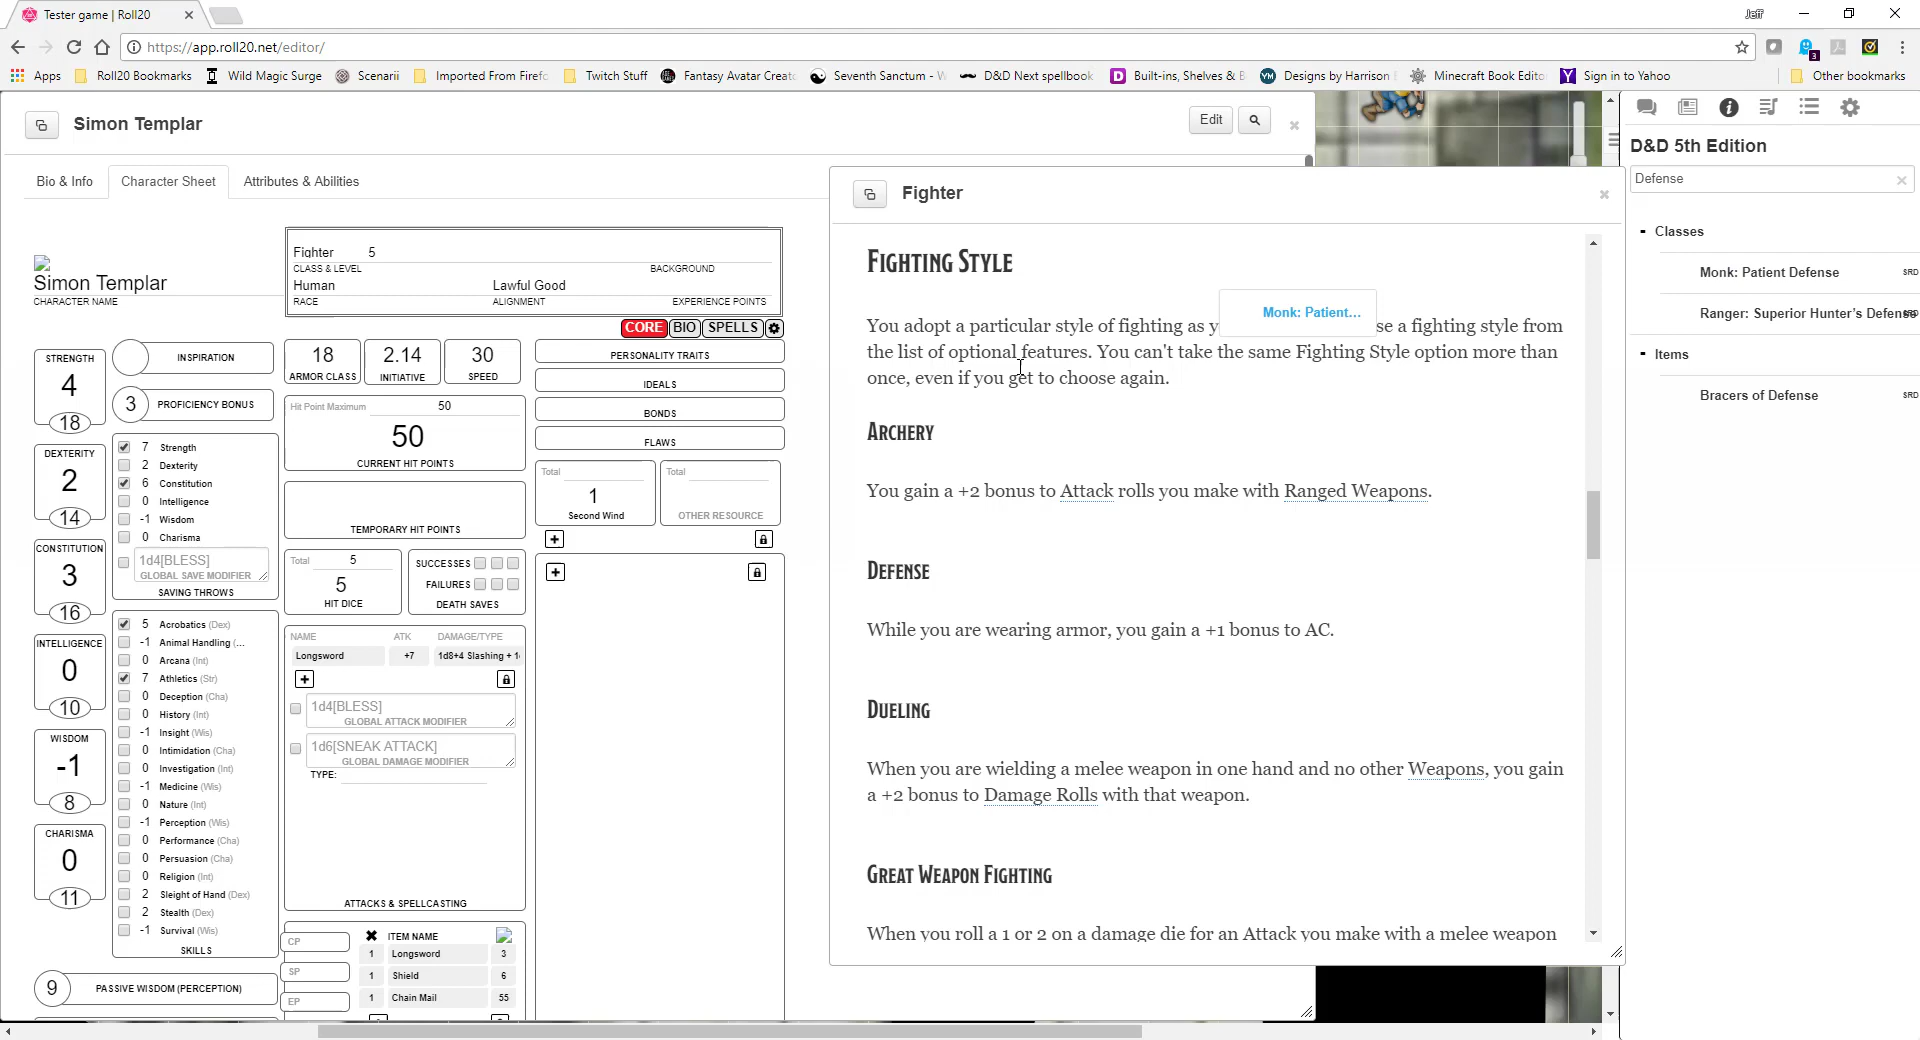 Tester game | Roll20
Jeff
https://app.roll20.net/editor/
3
Apps
Roll20 Bookmarks
Wild Magic Surge
Scenarii
Imported From Firefo
Twitch Stuff
Fantasy Avatar Creato
Seventh Sanctum - W
D&D Next spellbook
Built-ins, Shelves & B
Designs by Harrison
Minecraft Book Edito
Sign in to Yahoo
Other bookmarks
Simon Templar
Edit
Bio & Info
Character Sheet
Attributes & Abilities
Simon Templar
CHARACTER NAME
Fighter 5
CLASS & LEVEL
BACKGROUND
Human
Lawful Good
RACE
ALIGNMENT
EXPERIENCE POINTS
CORE BIO SPELLS
STRENGTH
4
18
DEXTERITY
2
14
CONSTITUTION
3
16
INTELLIGENCE
0
10
WISDOM
-1
8
CHARISMA
0
11
INSPIRATION
3 PROFICIENCY BONUS
7 Strength
2 Dexterity
6 Constitution
0 Intelligence
-1 Wisdom
0 Charisma
1d4[BLESS]
GLOBAL SAVE MODIFIER
SAVING THROWS
5 Acrobatics (Dex)
-1 Animal Handling (...
0 Arcana (Int)
7 Athletics (Str)
0 Deception (Cha)
0 History (Int)
-1 Insight (Wis)
0 Intimidation (Cha)
0 Investigation (Int)
-1 Medicine (Wis)
0 Nature (Int)
-1 Perception (Wis)
0 Performance (Cha)
0 Persuasion (Cha)
0 Religion (Int)
2 Sleight of Hand (Dex)
2 Stealth (Dex)
-1 Survival (Wis)
SKILLS
9 PASSIVE WISDOM (PERCEPTION)
18
ARMOR CLASS
2.14
INITIATIVE
30
SPEED
Hit Point Maximum 50
50
CURRENT HIT POINTS
TEMPORARY HIT POINTS
Total 5
5
HIT DICE
SUCCESSES
FAILURES
DEATH SAVES
NAME ATK DAMAGE/TYPE
Longsword +7 1d8+4 Slashing + 1
1d4[BLESS]
GLOBAL ATTACK MODIFIER
1d6[SNEAK ATTACK]
GLOBAL DAMAGE MODIFIER
TYPE:
ATTACKS & SPELLCASTING
CP
SP
EP
ITEM NAME
1 Longsword 3
1 Shield 6
1 Chain Mail 55
PERSONALITY TRAITS
IDEALS
BONDS
FLAWS
Total
1
Second Wind
Total
OTHER RESOURCE
Fighter
FIGHTING STYLE
You adopt a particular style of fighting as y
se a fighting style from
Monk: Patient...
the list of optional features. You can't take the same Fighting Style option more than
once, even if you get to choose again.
ARCHERY
You gain a +2 bonus to Attack rolls you make with Ranged Weapons.
DEFENSE
While you are wearing armor, you gain a +1 bonus to AC.
DUELING
When you are wielding a melee weapon in one hand and no other Weapons, you gain
a +2 bonus to Damage Rolls with that weapon.
GREAT WEAPON FIGHTING
When you roll a 1 or 2 on a damage die for an Attack you make with a melee weapon
D&D 5th Edition
Defense
Classes
Monk: Patient Defense SRD
Ranger: Superior Hunter's Defense
Items
Bracers of Defense SRD